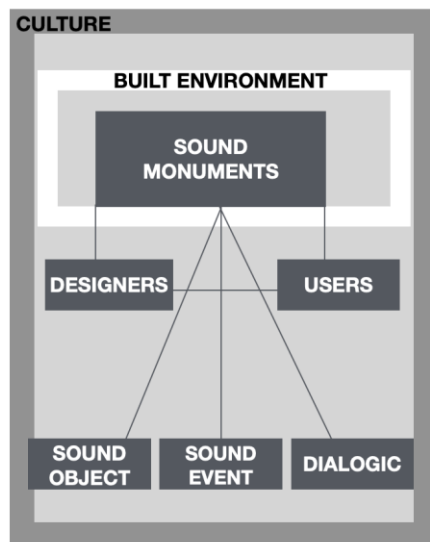 CULTURE
BUILT ENVIRONMENT
SOUND
MONUMENTS
DESIGNERS
USERS
SOUND
OBJECT
SOUND
EVENT
DIALOGIC